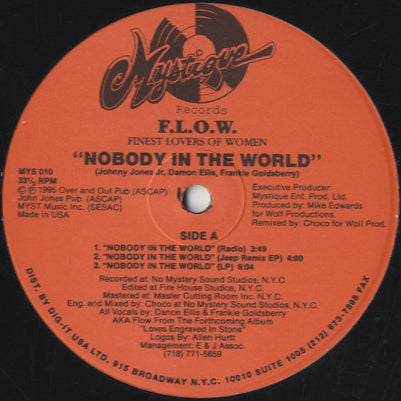 Mystique
Records
F.L.O.W.
FINEST LOVERS OF WOMEN
"NOBODY IN THE WORLD"
(Johnny Jones Jr, Damon Ellis, Frankie Goldsberry)
MYS 010
33⅓ RPM
© ℗ 1995 Over and Out Pub (ASCAP)
John Jones Pub. (ASCAP)
MYST Music Inc. (SESAC)
Made in USA
Executive Producer:
Mystique Ent. Prod. Ltd.
Produced by: Mike Edwards
for Wolf Productions.
Remixed by: Choco for Wolf Prod.
SIDE A
1. "NOBODY IN THE WORLD" (Radio) 3:49
2. "NOBODY IN THE WORLD" (Jeep Remix EP) 4:00
3. "NOBODY IN THE WORLD" (LP) 6:04
Recorded at: No Mystery Sound Studios, N.Y.C.
Edited at Fire House Studios, N.Y.C.
Mastered at: Master Cutting Room Inc. N.Y.C.
Eng. and Mixed by: Choco at No Mystery Sound Studios, N.Y.C.
All Vocals by: Damon Ellis & Frankie Goldsberry
AKA Flow From The Forthcoming Album
"Loves Engraved In Stone"
Logos by: Allen Hurtt
Management: E & J Assoc.
(718) 771-5659
DIST. BY DIG-IT USA LTD. 915 BROADWAY N.Y.C. 10010 SUITE 1005 (212) 673-7898 FAX